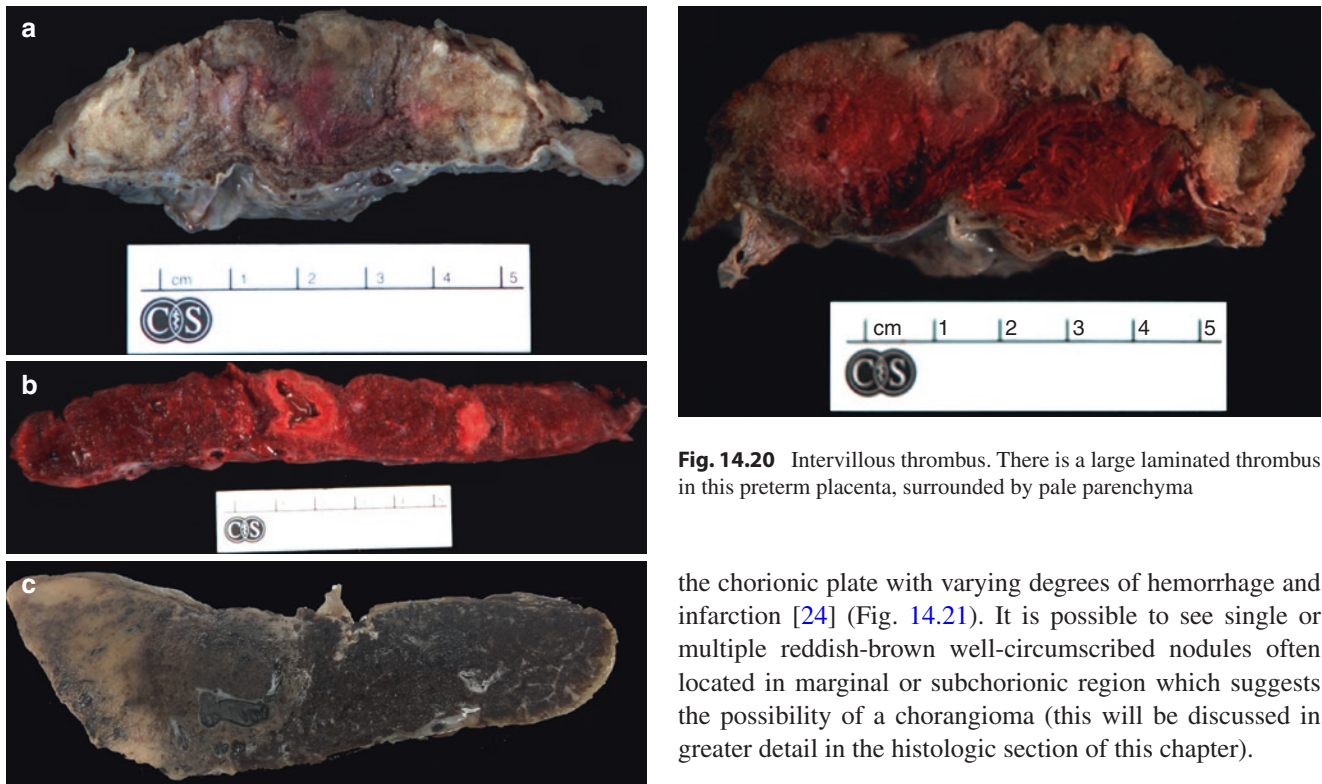 a
cm 1 2 3 4 5
CS
b
CS
c
cm 1 2 3 4 5
CS
Fig. 14.20 Intervillous thrombus. There is a large laminated thrombus
in this preterm placenta, surrounded by pale parenchyma
the chorionic plate with varying degrees of hemorrhage and
infarction [24] (Fig. 14.21). It is possible to see single or
multiple reddish-brown well-circumscribed nodules often
located in marginal or subchorionic region which suggests
the possibility of a chorangioma (this will be discussed in
greater detail in the histologic section of this chapter).